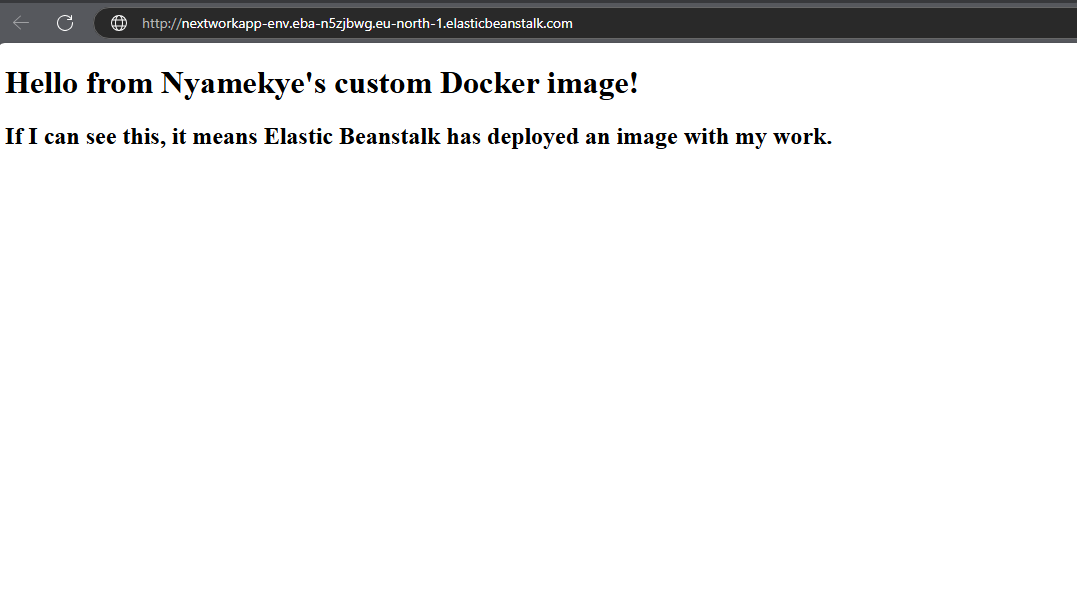 http://nextworkapp-env.eba-n5zjbwg.eu-north-1.elasticbeanstalk.com
Hello from Nyamekye's custom Docker image!
If I can see this, it means Elastic Beanstalk has deployed an image with my work.